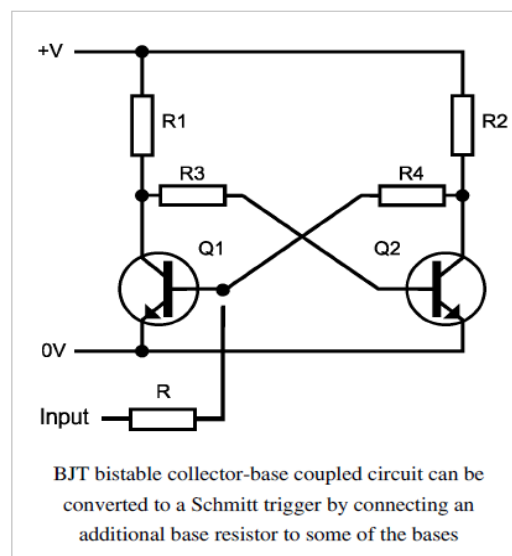 +V
R1
R2
R3
R4
Q1
Q2
0V
R
Input
BJT bistable collector-base coupled circuit can be
converted to a Schmitt trigger by connecting an
additional base resistor to some of the bases